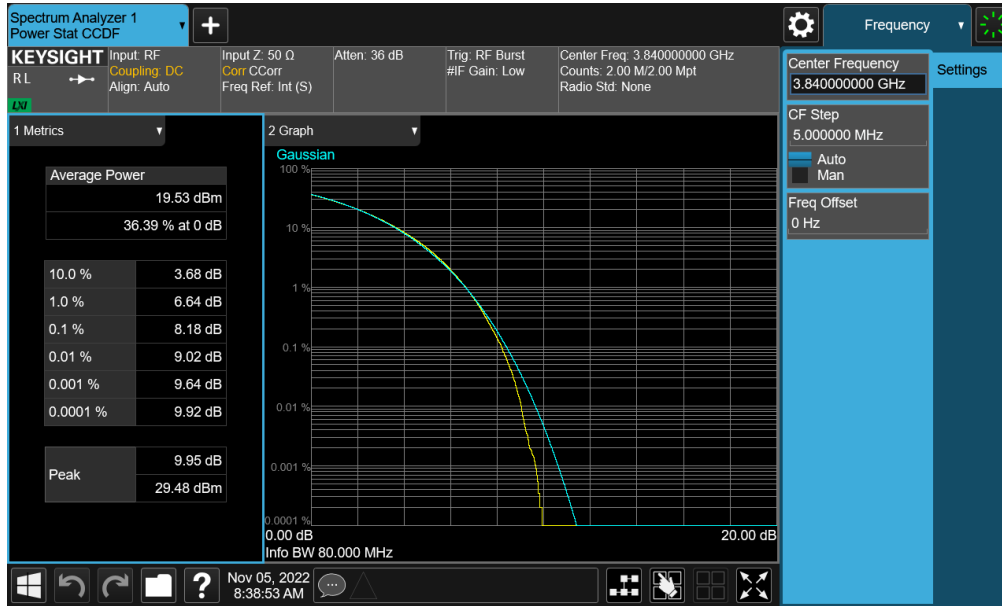 Spectrum Analyzer 1
Power Stat CCDF
Frequency
KEYSIGHT
R L
LXI
Input: RF
Coupling: DC
Align: Auto
Input Z: 50 Ω
Corr CCorr
Freq Ref: Int (S)
Atten: 36 dB
Trig: RF Burst
#IF Gain: Low
Center Freq: 3.840000000 GHz
Counts: 2.00 M/2.00 Mpt
Radio Std: None
Center Frequency
3.840000000 GHz
Settings
CF Step
5.000000 MHz
Auto
Man
Freq Offset
0 Hz
1 Metrics
Average Power
19.53 dBm
36.39 % at 0 dB
10.0 % 3.68 dB
1.0 % 6.64 dB
0.1 % 8.18 dB
0.01 % 9.02 dB
0.001 % 9.64 dB
0.0001 % 9.92 dB
Peak
9.95 dB
29.48 dBm
2 Graph
Gaussian
100 %
10 %
1 %
0.1 %
0.01 %
0.001 %
0.0001 %
0.00 dB 20.00 dB
Info BW 80.000 MHz
? Nov 05, 2022
8:38:53 AM